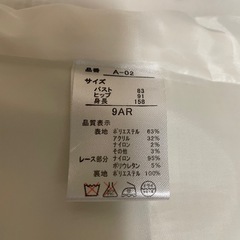 品番 A-02
サイズ
バスト 83
ヒップ 91
身長 158
9AR
品質表示
表地 ポリエステル 63%
アクリル 32%
ナイロン 2%
その他 3%
レース部分 ナイロン 95%
ポリウレタン 5%
裏地 ポリエステル 100%